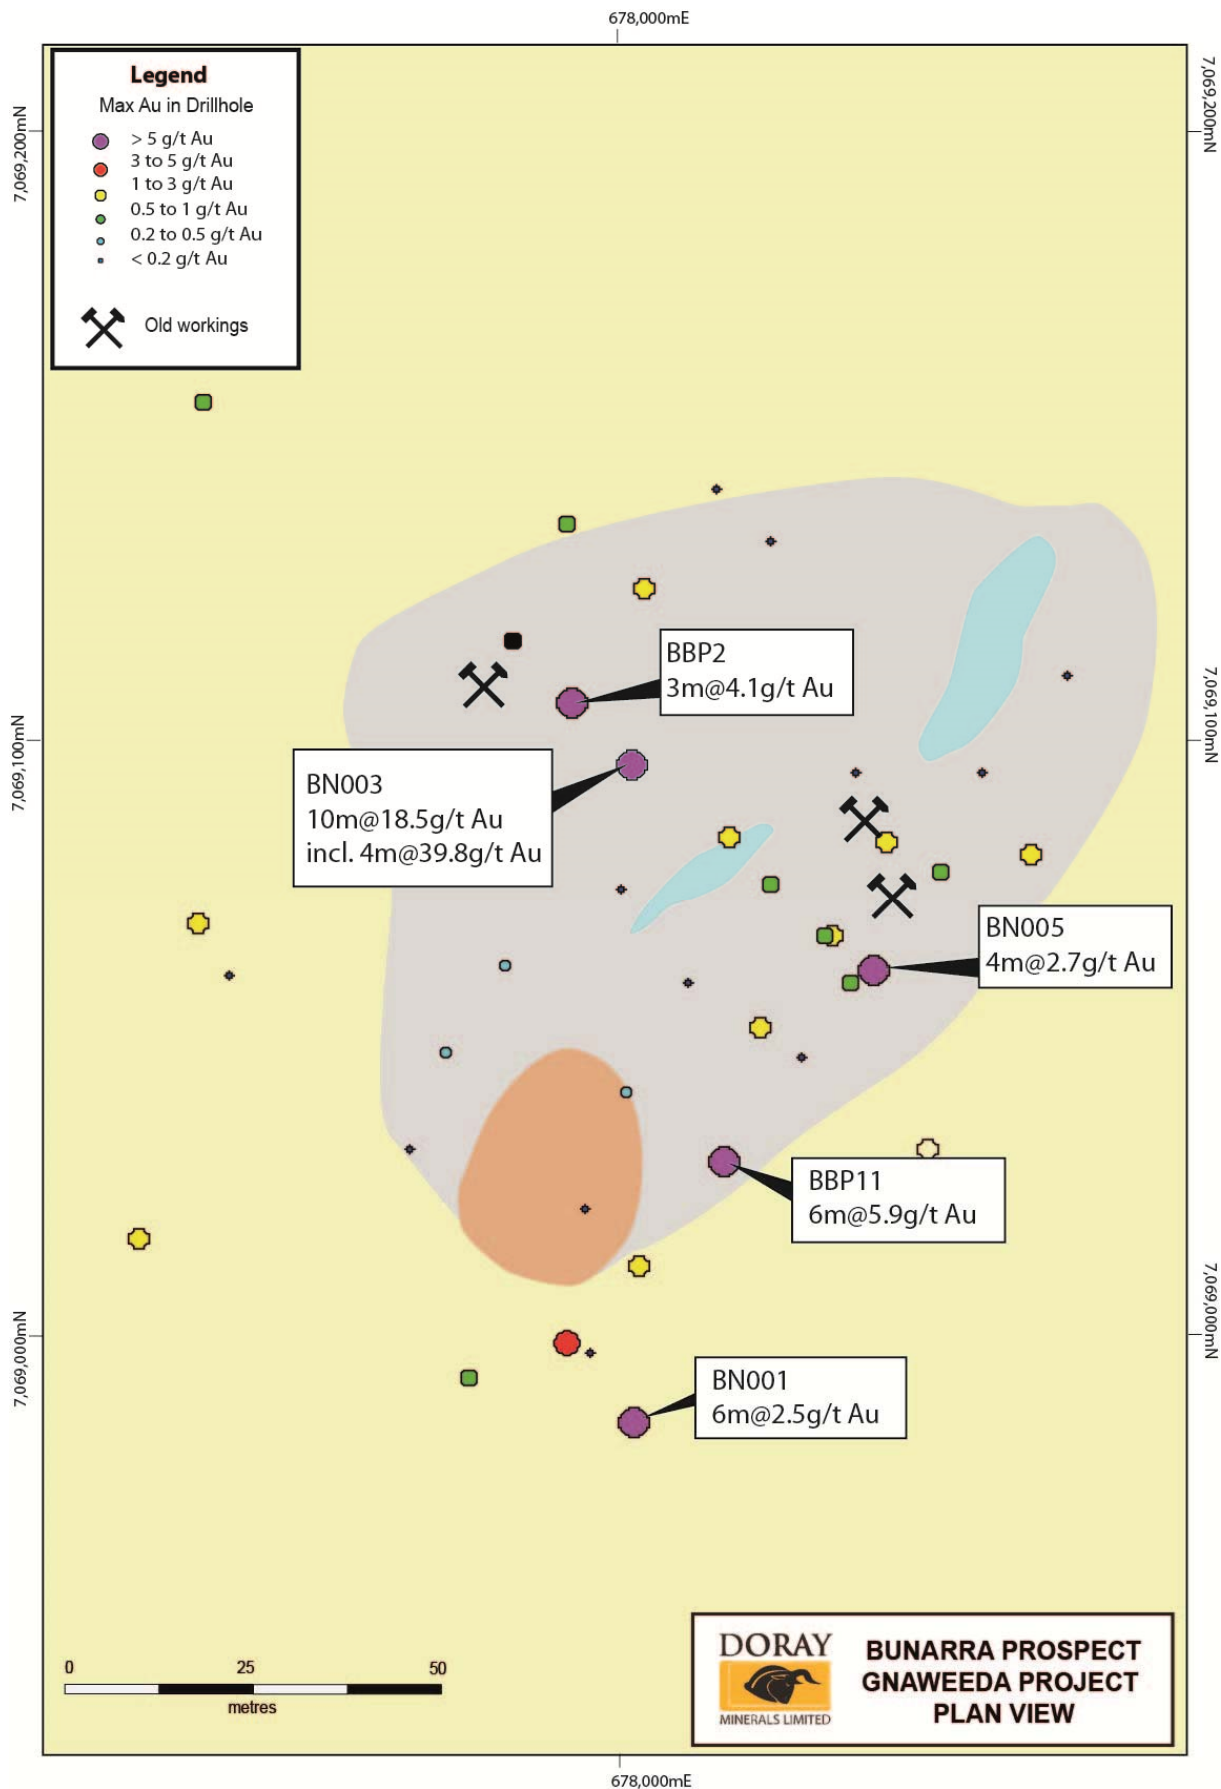 678,000mE
Legend
Max Au in Drillhole
> 5 g/t Au
3 to 5 g/t Au
1 to 3 g/t Au
0.5 to 1 g/t Au
0.2 to 0.5 g/t Au
< 0.2 g/t Au
Old workings
7,069,200mN
7,069,200mN
BBP2
3m@4.1g/t Au
7,069,100mN
7,069,100mN
BN003
10m@18.5g/t Au
incl. 4m@39.8g/t Au
BN005
4m@2.7g/t Au
BBP11
6m@5.9g/t Au
7,069,000mN
7,069,000mN
BN001
6m@2.5g/t Au
0 25 50
metres
DORAY
MINERALS LIMITED
BUNARRA PROSPECT
GNAWEEDA PROJECT
PLAN VIEW
678,000mE